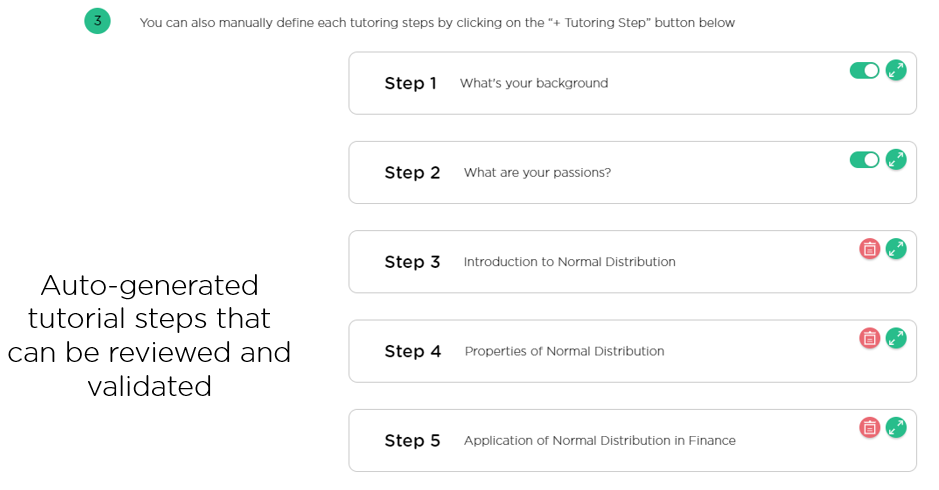 3 You can also manually define each tutoring steps by clicking on the “+ Tutoring Step” button below
Step 1 What's your background
Step 2 What are your passions?
Step 3 Introduction to Normal Distribution
Step 4 Properties of Normal Distribution
Step 5 Application of Normal Distribution in Finance
Auto-generated
tutorial steps that
can be reviewed and
validated